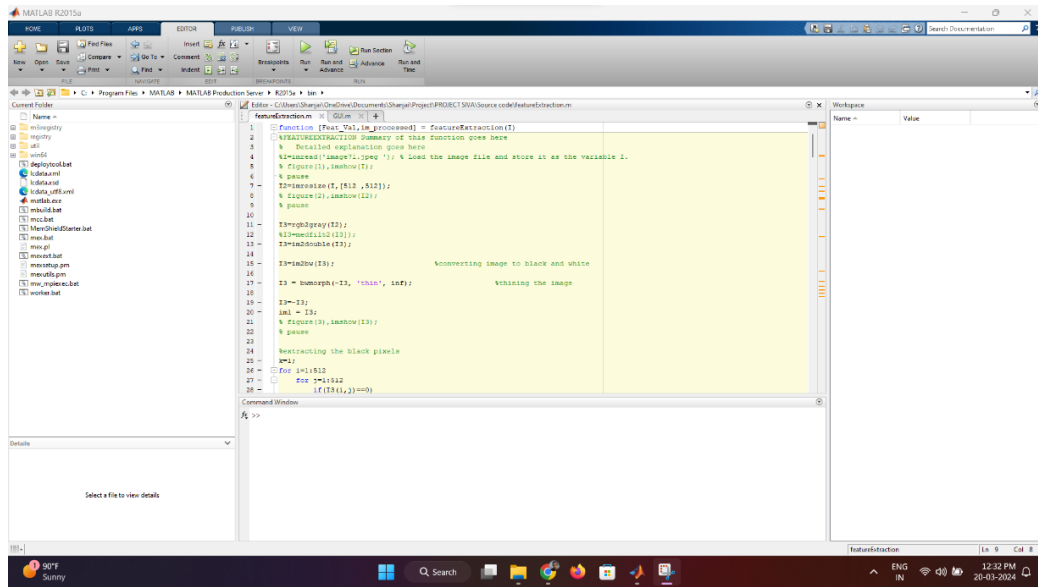 MATLAB R2015a
HOME PLOTS APPS EDITOR PUBLISH VIEW
Search Documentation
New Open Save Find Files Compare Print
Go To Find
Insert fx
Comment
Indent
Breakpoints Run Run and Advance Run Section Advance Run and Time
FILE NAVIGATE EDIT BREAKPOINTS RUN
C: Program Files MATLAB MATLAB Production Server R2015a bin
Current Folder
Name
m3iregistry
registry
util
win64
deploytool.bat
lcdata.xml
lcdata.xsd
lcdata_utf8.xml
matlab.exe
mbuild.bat
mcc.bat
MemShieldStarter.bat
mex.bat
mex.pl
mexext.bat
mexsetup.pm
mexutils.pm
mw_mpiexec.bat
worker.bat
Details
Select a file to view details
Editor - C:\Users\Shanjai\OneDrive\Documents\Shanjai\Project\PROJECT SIVA\Source code\featureExtraction.m
featureExtraction.m GUI.m
1 function [Feat_Val,im_processed] = featureExtraction(I)
2 %FEATUREEXTRACTION Summary of this function goes here
3 % Detailed explanation goes here
4 %I=imread('image71.jpeg '); % Load the image file and store it as the variable I.
5 % figure(1),imshow(I);
6 % pause
7 I2=imresize(I,[512 ,512]);
8 % figure(2),imshow(I2);
9 % pause
10
11 I3=rgb2gray(I2);
12 %I3=medfilt2(I3]);
13 I3=im2double(I3);
14
15 I3=im2bw(I3); %converting image to black and white
16
17 I3 = bwmorph(~I3, 'thin', inf); %thining the image
18
19 I3=~I3;
20 im1 = I3;
21 % figure(3),imshow(I3);
22 % pause
23
24 %extracting the black pixels
25 k=1;
26 for i=1:512
27 for j=1:512
28 if(I3(i,j)==0)
Command Window
fx >>
Workspace
Name Value
featureExtraction Ln 9 Col 8
90°F
Sunny
Search
ENG
IN
12:32 PM
20-03-2024